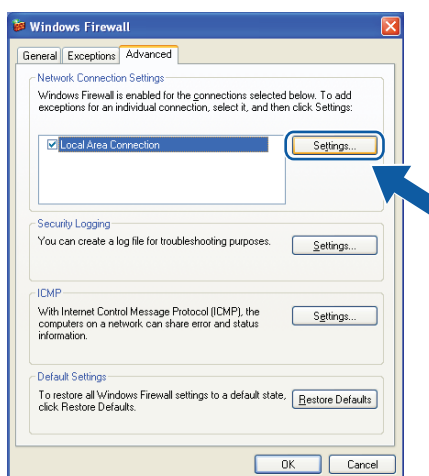 Windows Firewall
General Exceptions Advanced
Network Connection Settings
Windows Firewall is enabled for the connections selected below. To add
exceptions for an individual connection, select it, and then click Settings:
Local Area Connection
Settings...
Security Logging
You can create a log file for troubleshooting purposes.
Settings...
ICMP
With Internet Control Message Protocol (ICMP), the
computers on a network can share error and status
information.
Settings...
Default Settings
To restore all Windows Firewall settings to a default state,
click Restore Defaults.
Restore Defaults
OK Cancel